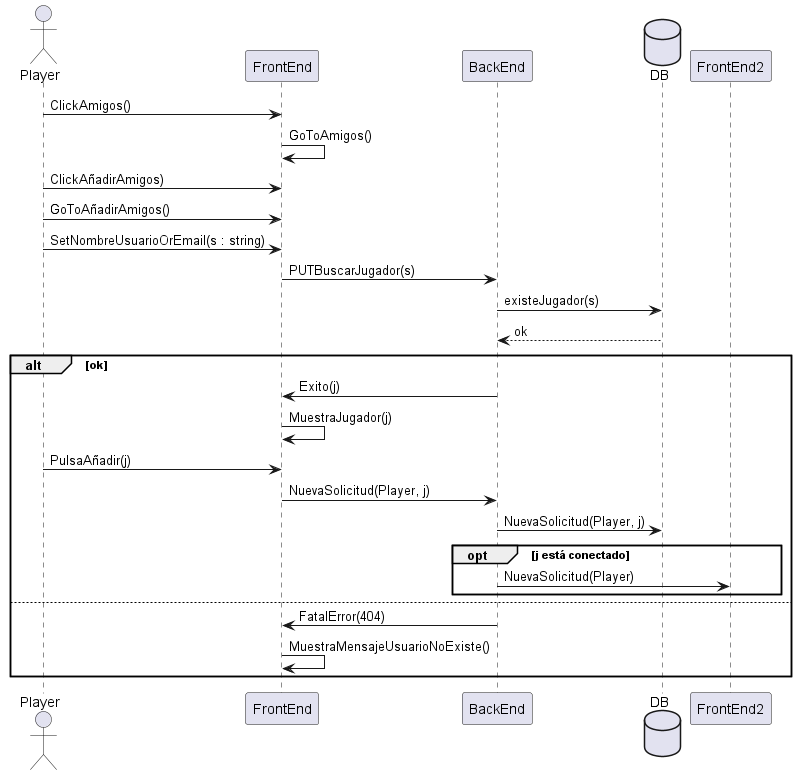 Player
FrontEnd
BackEnd
DB
FrontEnd2
ClickAmigos()
GoToAmigos()
ClickAñadirAmigos)
GoToAñadirAmigos()
SetNombreUsuarioOrEmail(s : string)
PUTBuscarJugador(s)
existeJugador(s)
ok
alt [ok]
Exito(j)
MuestraJugador(j)
PulsaAñadir(j)
NuevaSolicitud(Player, j)
NuevaSolicitud(Player, j)
opt [j está conectado]
NuevaSolicitud(Player)
FatalError(404)
MuestraMensajeUsuarioNoExiste()
Player
FrontEnd
BackEnd
DB
FrontEnd2